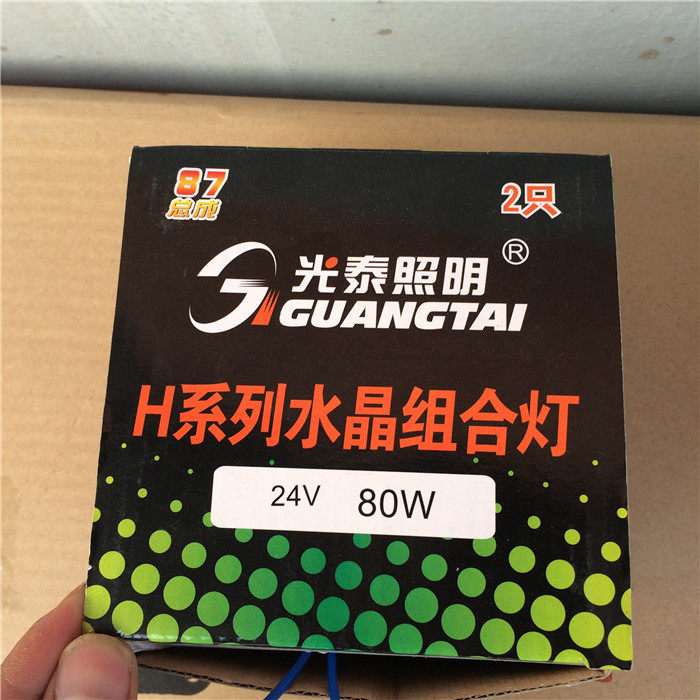 87 2只
总成
光泰照明®
GUANGTAI
H系列水晶组合灯
24V 80W